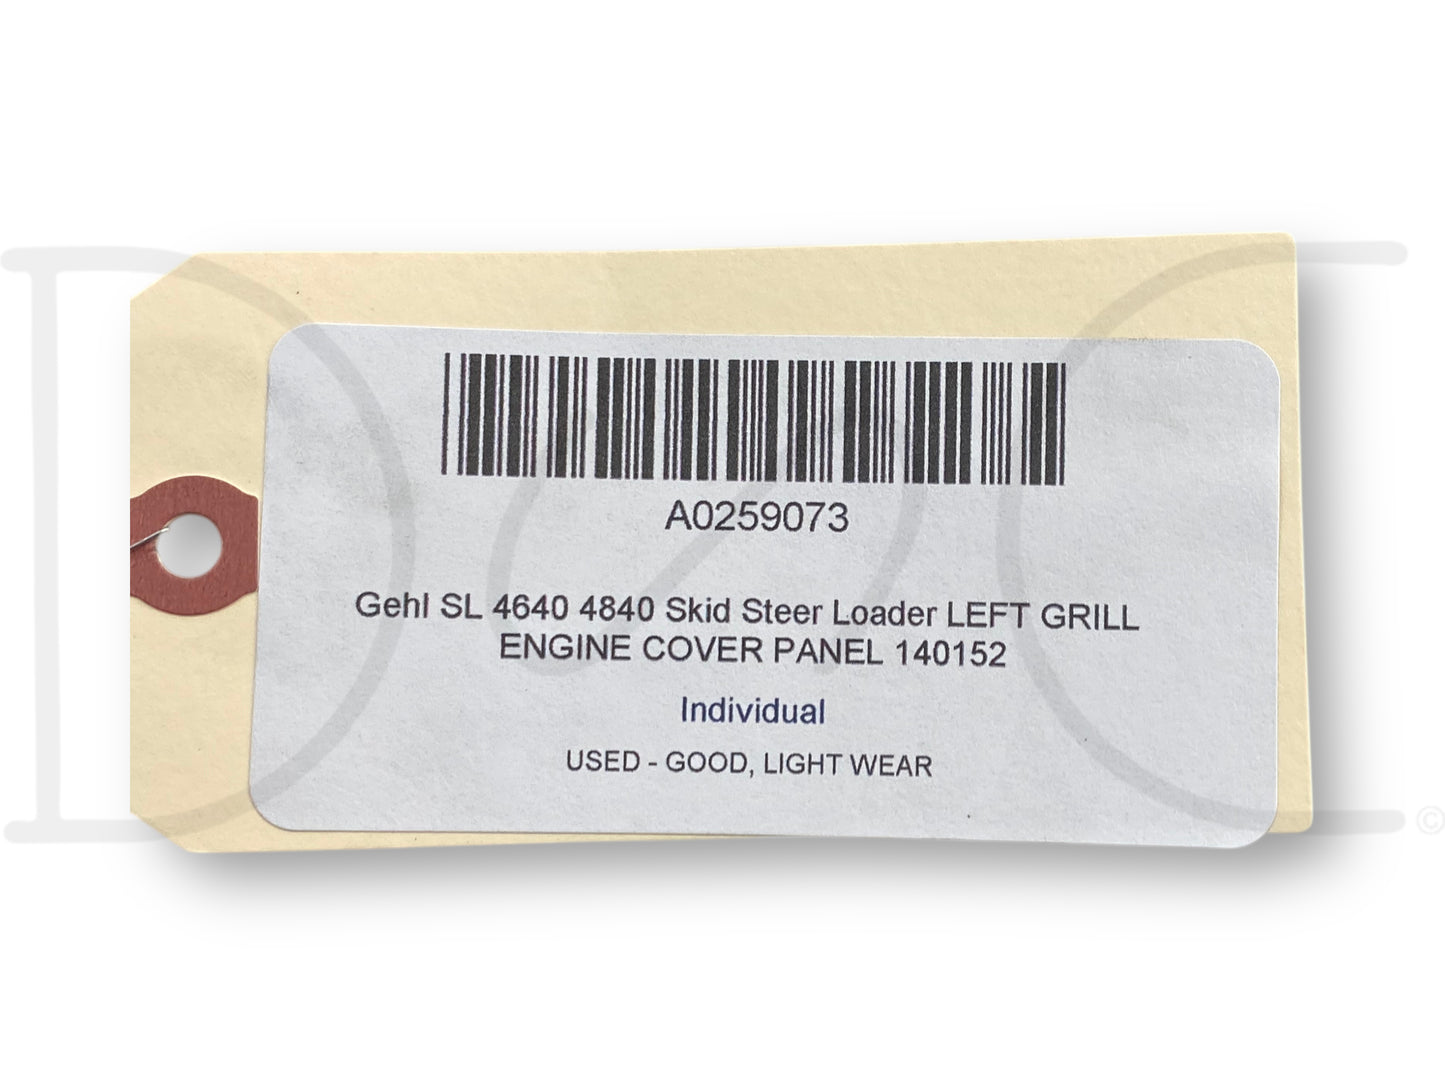 A0259073
Gehl SL 4640 4840 Skid Steer Loader LEFT GRILL
ENGINE COVER PANEL 140152
Individual
USED - GOOD, LIGHT WEAR
©